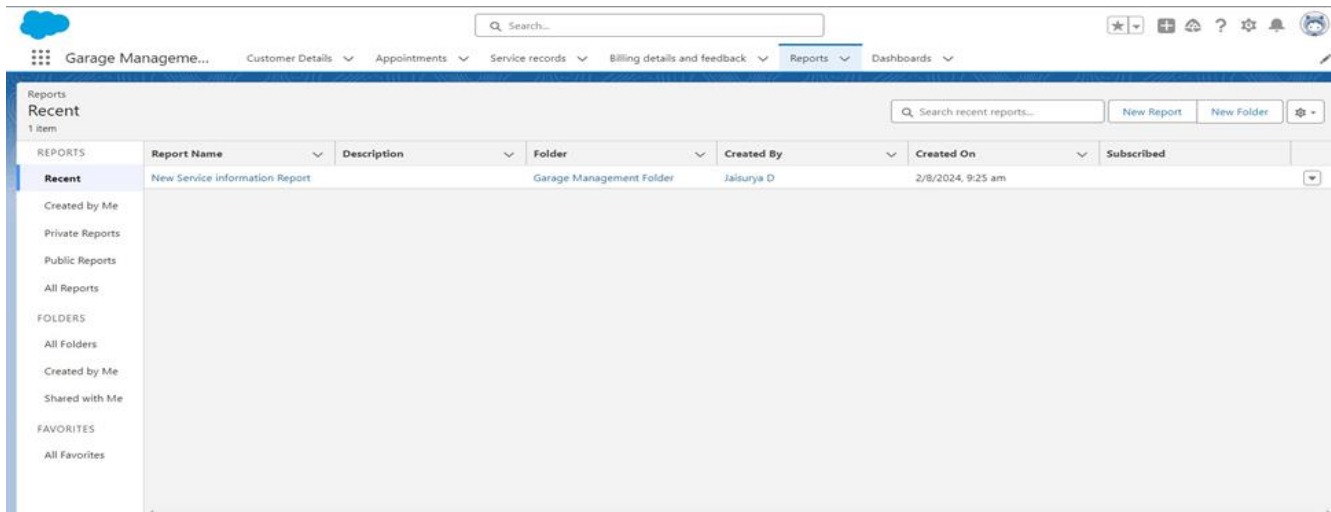 Search...
Garage Manageme... Customer Details Appointments Service records Billing details and feedback Reports Dashboards
Reports
Recent
1 item
Search recent reports...
New Report New Folder
REPORTS
Report Name Description Folder Created By Created On Subscribed
Recent
New Service information Report Garage Management Folder Jaisurya D 2/8/2024, 9:25 am
Created by Me
Private Reports
Public Reports
All Reports
FOLDERS
All Folders
Created by Me
Shared with Me
FAVORITES
All Favorites